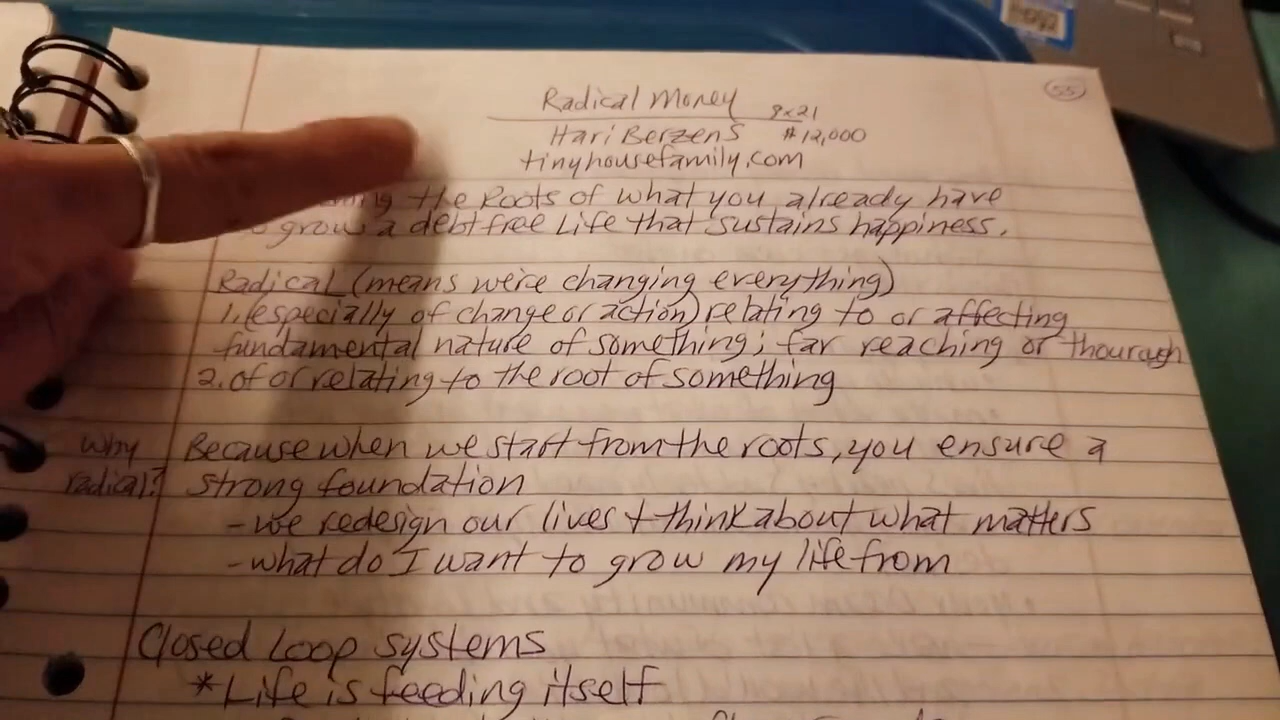 55
Radical Money
8x21
Hari Berzens $12,000
tinyhousefamily.com
the Roots of what you already have
grow a debt free Life that sustains happiness.
Radical (means we're changing everything)
1. (especially of change or action) relating to or affecting
fundamental nature of something; far reaching or thourough
2. of or relating to the root of something
Why radical?
Because when we start from the roots, you ensure a
strong foundation
- we redesign our lives + think about what matters
- what do I want to grow my life from
Closed Loop systems
* Life is feeding itself